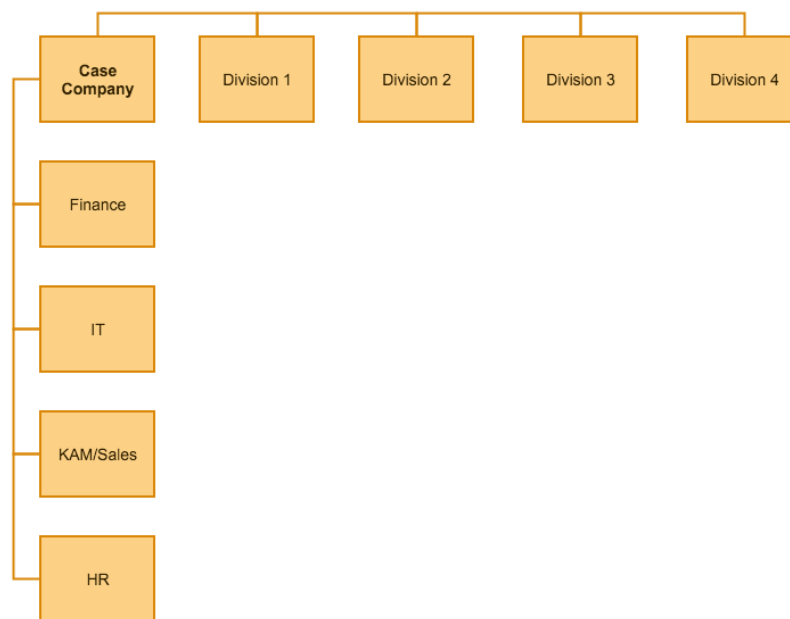 Case
Company
Division 1
Division 2
Division 3
Division 4
Finance
IT
KAM/Sales
HR